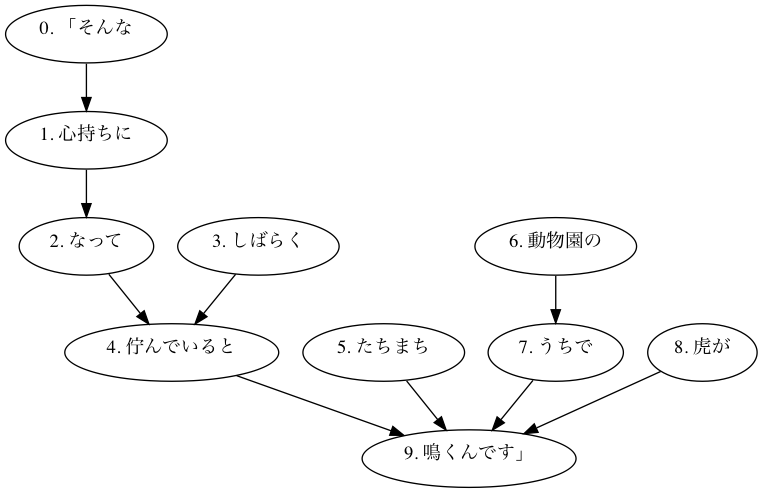 0. 「そんな
1. 心持ちに
2. なって
3. しばらく
6. 動物園の
4. 佇んでいると
5. たちまち
7. うちで
8. 虎が
9. 鳴くんです」